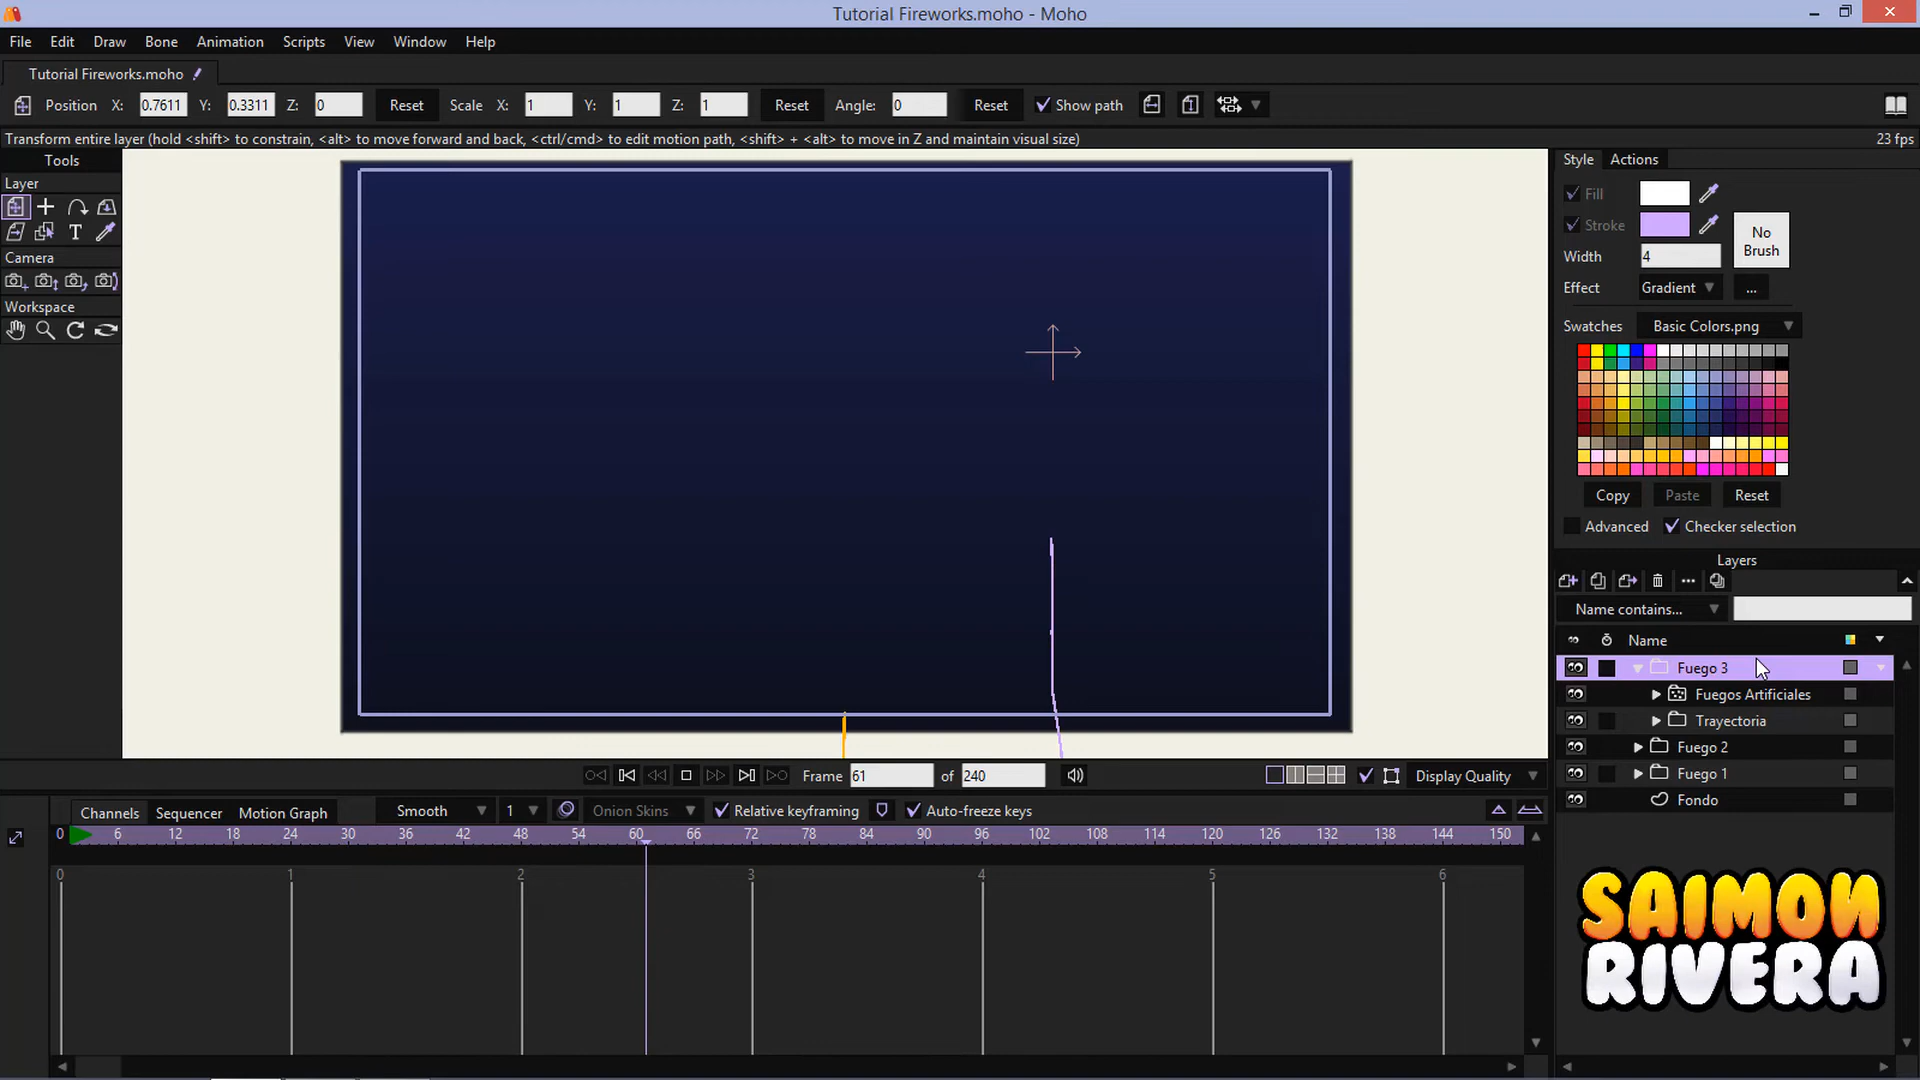 Tutorial Fireworks.moho - Moho
File Edit Draw Bone Animation Scripts View Window Help
Tutorial Fireworks.moho
Position X: 0.7611 Y: 0.3311 Z: 0 Reset Scale X: 1 Y: 1 Z: 1 Reset Angle: 0 Reset Show path
Transform entire layer (hold <shift> to constrain, <alt> to move forward and back, <ctrl/cmd> to edit motion path, <shift> + <alt> to move in Z and maintain visual size) 23 fps
Tools
Layer
T
Camera
Workspace
Style Actions
Fill
Stroke
No
Brush
Width 4
Effect Gradient ...
Swatches Basic Colors.png
Copy Paste Reset
Advanced Checker selection
Layers
Name contains...
Name
Fuego 3
Fuegos Artificiales
Trayectoria
Fuego 2
Fuego 1
Fondo
Frame 61 of 240 Display Quality
Channels Sequencer Motion Graph Smooth 1 Onion Skins Relative keyframing Auto-freeze keys
0 6 12 18 24 30 36 42 48 54 60 66 72 78 84 90 96 102 108 114 120 126 132 138 144 150
0 1 2 3 4 5 6
SAIMON
RIVERA